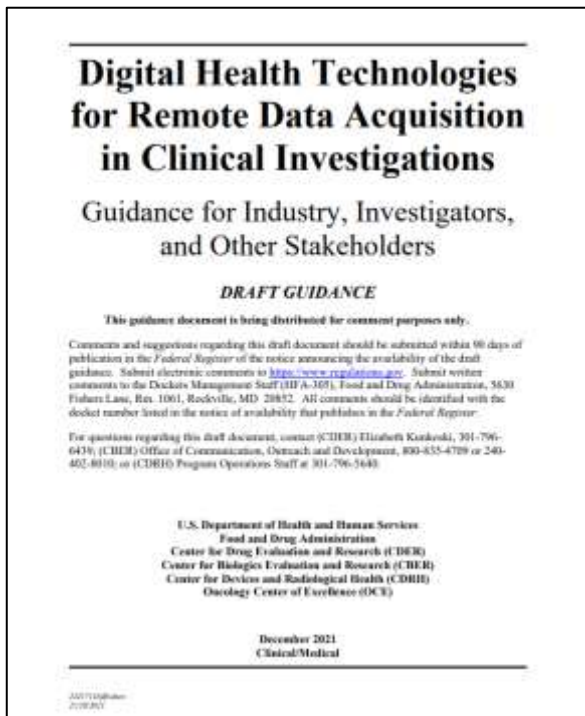 Digital Health Technologies
for Remote Data Acquisition
in Clinical Investigations
Guidance for Industry, Investigators,
and Other Stakeholders
DRAFT GUIDANCE
This guidance document is being distributed for comment purposes only.
Comments and suggestions regarding this draft document should be submitted within 90 days of
publication in the Federal Register of the notice announcing the availability of the draft
guidance. Submit electronic comments to https://www.regulations.gov. Submit written
comments to the Dockets Management Staff (HFA-305), Food and Drug Administration, 5630
Fishers Lane, Rm. 1061, Rockville, MD 20852. All comments should be identified with the
docket number listed in the notice of availability that publishes in the Federal Register.
For questions regarding this draft document, contact (CDER) Elizabeth Kunkoski, 301-796-
6439; (CBER) Office of Communication, Outreach and Development, 800-835-4709 or 240-
402-8010; or (CDRH) Program Operations Staff at 301-796-5640.
U.S. Department of Health and Human Services
Food and Drug Administration
Center for Drug Evaluation and Research (CDER)
Center for Biologics Evaluation and Research (CBER)
Center for Devices and Radiological Health (CDRH)
Oncology Center of Excellence (OCE)
December 2021
Clinical/Medical